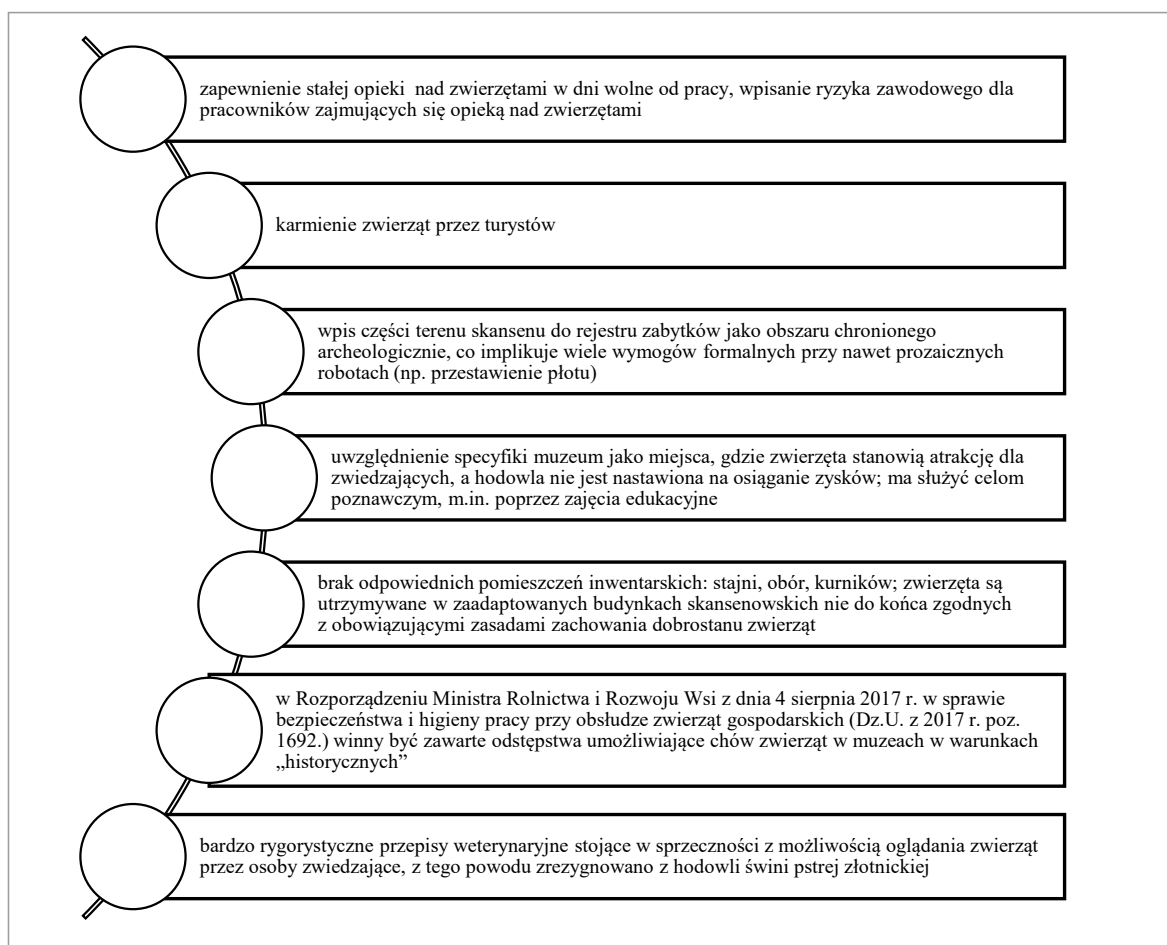 zapewnienie stałej opieki nad zwierzętami w dni wolne od pracy, wpisanie ryzyka zawodowego dla
pracowników zajmujących się opieką nad zwierzętami
karmienie zwierząt przez turystów
wpis części terenu skansenu do rejestru zabytków jako obszaru chronionego
archeologicznie, co implikuje wiele wymogów formalnych przy nawet prozaicznych
robotach (np. przestawienie płotu)
uwzględnienie specyfiki muzeum jako miejsca, gdzie zwierzęta stanowią atrakcję dla
zwiedzających, a hodowla nie jest nastawiona na osiąganie zysków; ma służyć celom
poznawczym, m.in. poprzez zajęcia edukacyjne
brak odpowiednich pomieszczeń inwentarskich: stajni, obór, kurników; zwierzęta są
utrzymywane w zaadaptowanych budynkach skansenowskich nie do końca zgodnych
z obowiązującymi zasadami zachowania dobrostanu zwierząt
w Rozporządzeniu Ministra Rolnictwa i Rozwoju Wsi z dnia 4 sierpnia 2017 r. w sprawie
bezpieczeństwa i higieny pracy przy obsłudze zwierząt gospodarskich (Dz.U. z 2017 r. poz.
1692.) winny być zawarte odstępstwa umożliwiające chów zwierząt w muzeach w warunkach
„historycznych”
bardzo rygorystyczne przepisy weterynaryjne stojące w sprzeczności z możliwością oglądania zwierząt
przez osoby zwiedzające, z tego powodu zrezygnowano z hodowli świni pstrej złotnickiej